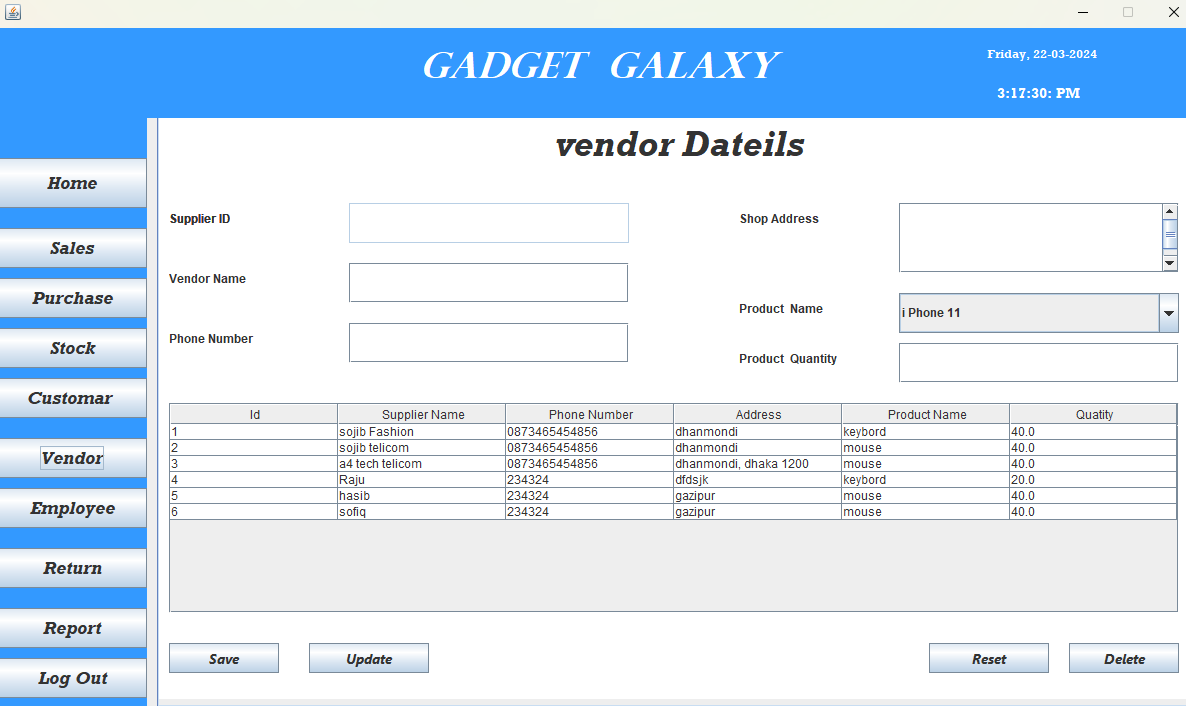 GADGET GALAXY
Friday, 22-03-2024
3:17:30: PM
Home
Sales
Purchase
Stock
Customar
Vendor
Employee
Return
Report
Log Out
vendor Dateils
Supplier ID
Vendor Name
Phone Number
Shop Address
Product Name
i Phone 11
Product Quantity
Id Supplier Name Phone Number Address Product Name Quatity
1 sojib Fashion 0873465454856 dhanmondi keybord 40.0
2 sojib telicom 0873465454856 dhanmondi mouse 40.0
3 a4 tech telicom 0873465454856 dhanmondi, dhaka 1200 mouse 40.0
4 Raju 234324 dfdsjk keybord 20.0
5 hasib 234324 gazipur mouse 40.0
6 sofiq 234324 gazipur mouse 40.0
Save Update Reset Delete